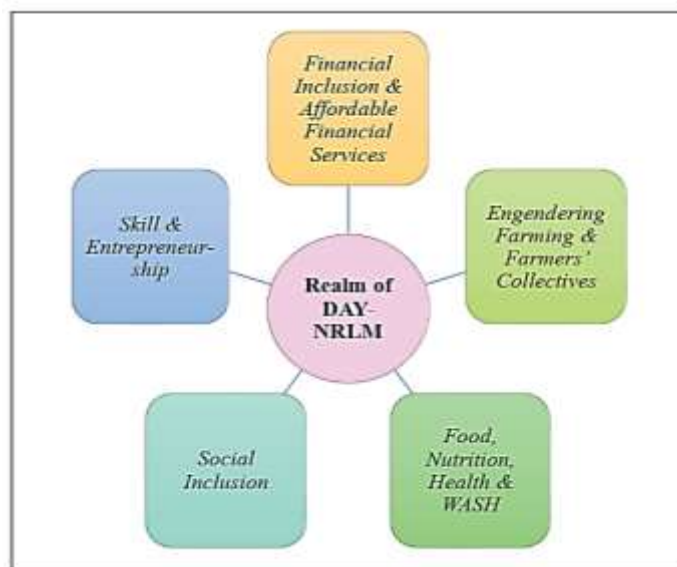 Financial
Inclusion &
Affordable
Financial
Services
Skill &
Entrepreneur-
ship
Engendering
Farming &
Farmers'
Collectives
Realm of
DAY-
NRLM
Social
Inclusion
Food,
Nutrition,
Health &
WASH